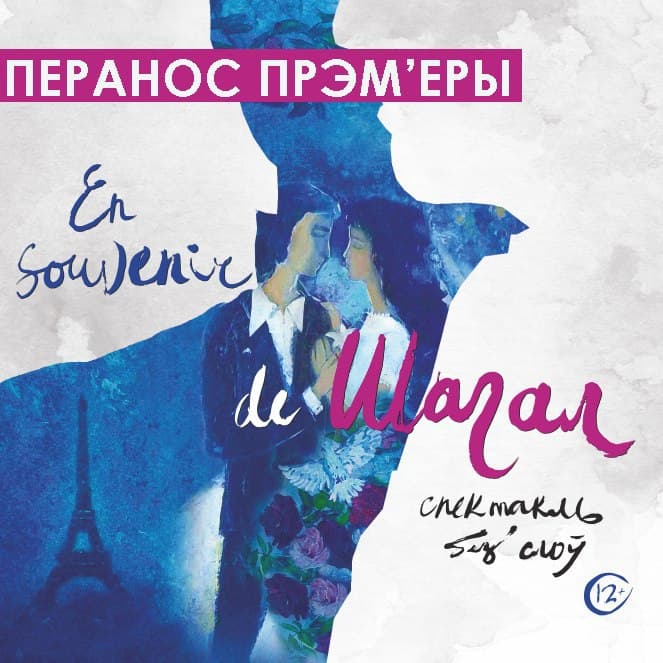 ПЕРАНОС ПРЭМ'ЕРЫ
En
souvenir
de Шагал
спектакль
без слоў
12+